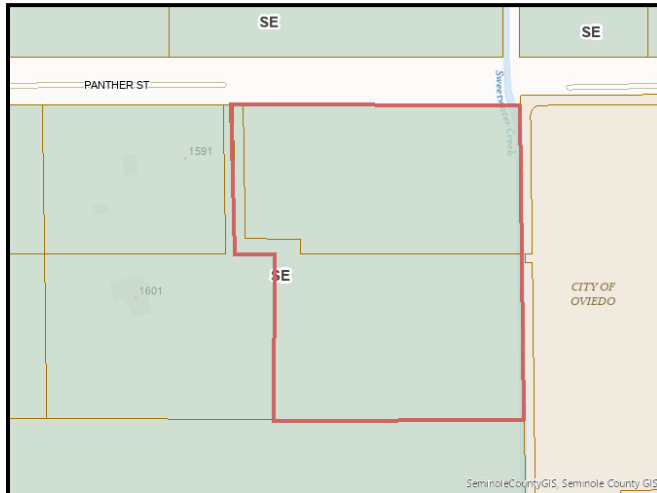 SE
SE
PANTHER ST
Sweetwater Creek
1591
SE
1601
CITY OF
OVIEDO
SeminoleCountyGIS, Seminole County GIS